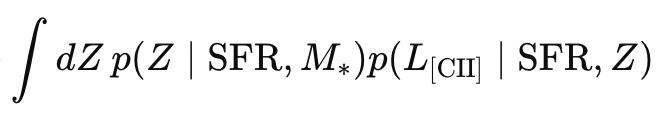 ∫ dZ p(Z | SFR, M_*)p(L_{[CII]} | SFR, Z)